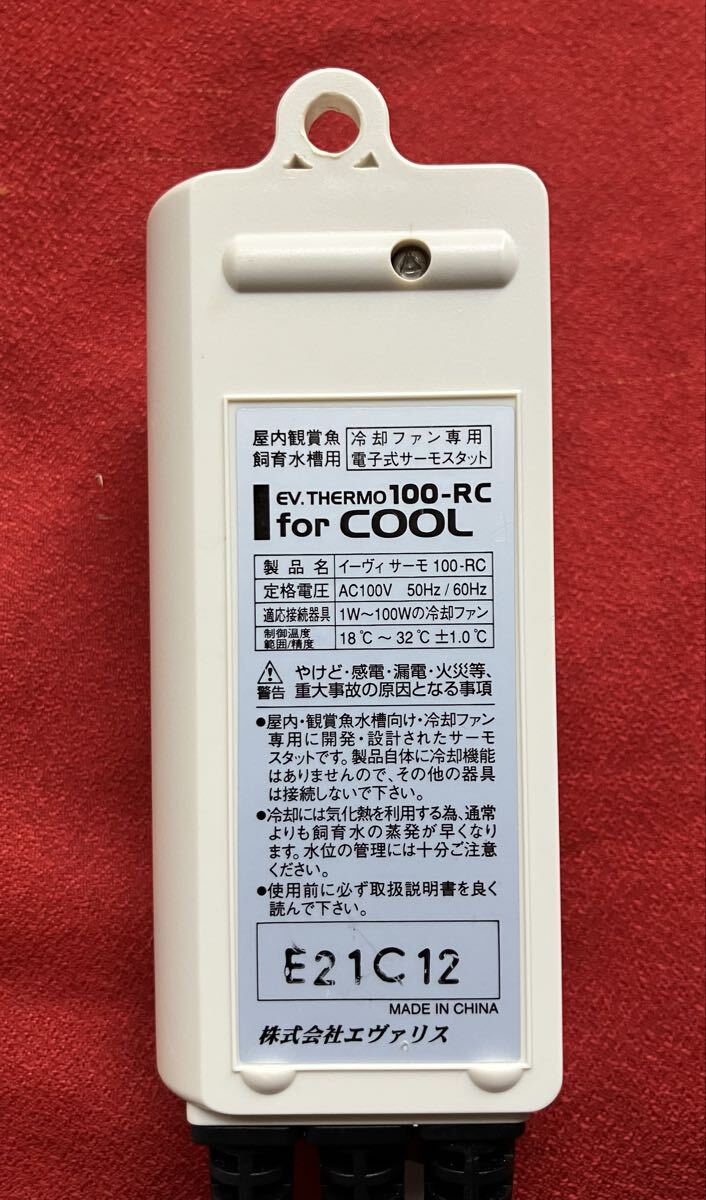 屋内観賞魚 冷却ファン専用
飼育水槽用 電子式サーモスタット
EV.THERMO100-RC
for COOL
製品名 イーヴィ サーモ 100-RC
定格電圧 AC100V 50Hz / 60Hz
適応接続器具 1W～100Wの冷却ファン
制御温度
範囲/精度 18℃ ～ 32℃ ±1.0℃
やけど・感電・漏電・火災等、
警告 重大事故の原因となる事項
●屋内・観賞魚水槽向け・冷却ファン
専用に開発・設計されたサーモ
スタットです。製品自体に冷却機能
はありませんので、その他の器具
は接続しないで下さい。
●冷却には気化熱を利用する為、通常
よりも飼育水の蒸発が早くなり
ます。水位の管理には十分ご注意
ください。
●使用前に必ず取扱説明書を良く
読んで下さい。
E21C12
MADE IN CHINA
株式会社エヴァリス